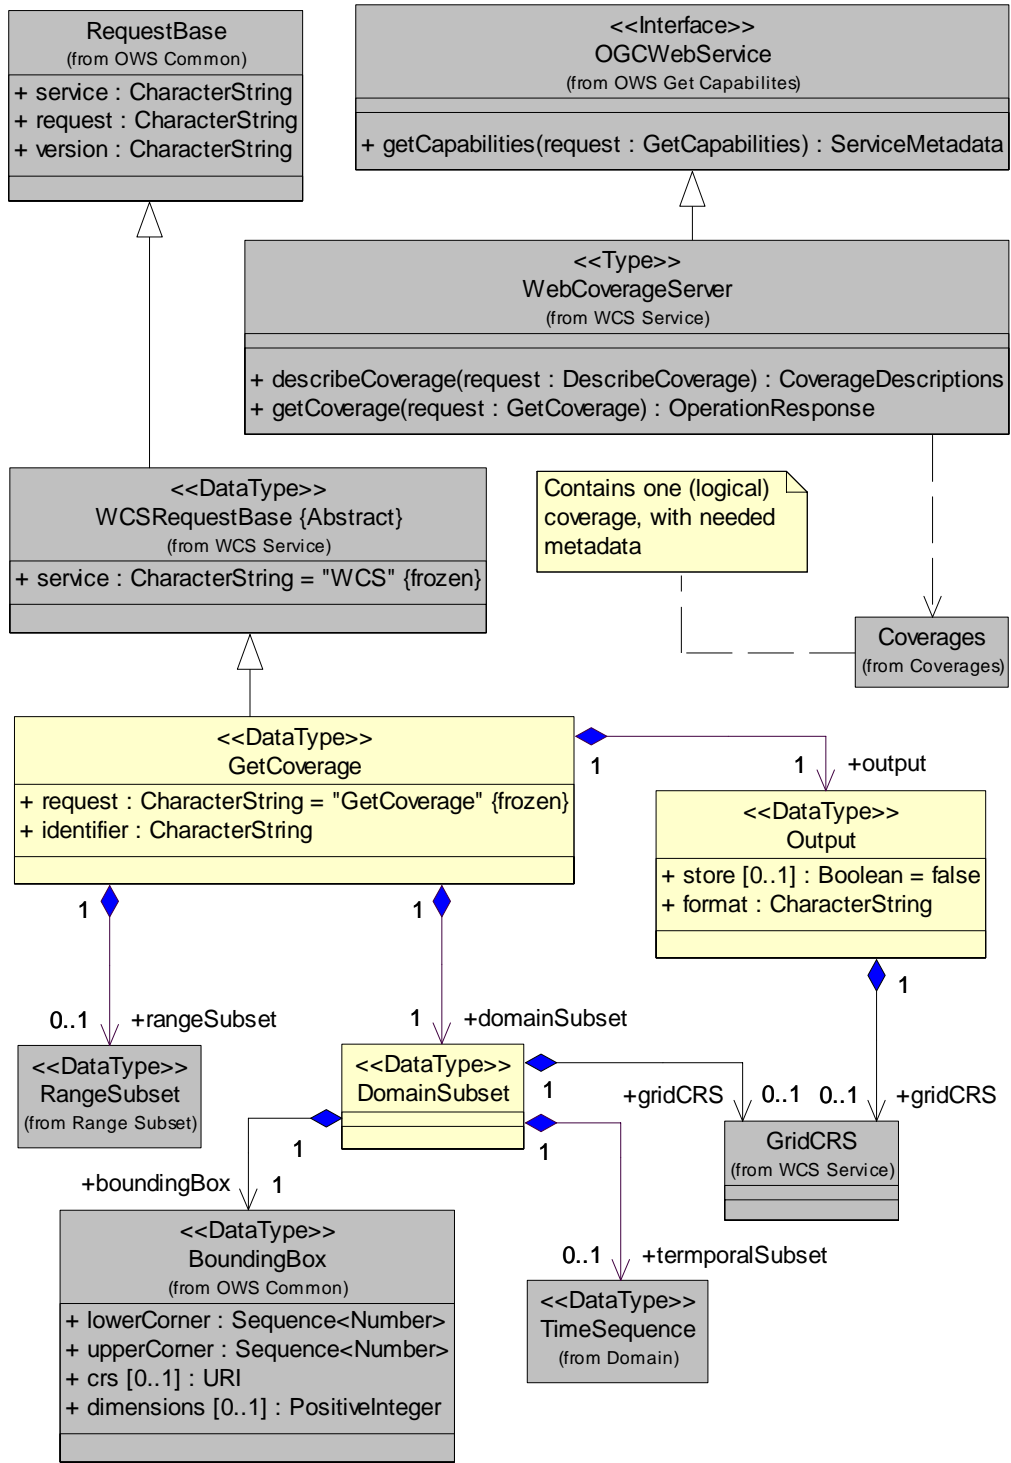 RequestBase
(from OWS Common)
+ service : CharacterString
+ request : CharacterString
+ version : CharacterString
<<Interface>>
OGCWebService
(from OWS Get Capabilites)
+ getCapabilities(request : GetCapabilities) : ServiceMetadata
<<Type>>
WebCoverageServer
(from WCS Service)
+ describeCoverage(request : DescribeCoverage) : CoverageDescriptions
+ getCoverage(request : GetCoverage) : OperationResponse
<<DataType>>
WCSRequestBase {Abstract}
(from WCS Service)
+ service : CharacterString = "WCS" {frozen}
Contains one (logical)
coverage, with needed
metadata
Coverages
(from Coverages)
<<DataType>>
GetCoverage
+ request : CharacterString = "GetCoverage" {frozen}
+ identifier : CharacterString
1
1
+output
<<DataType>>
Output
+ store [0..1] : Boolean = false
+ format : CharacterString
1
1
1
0..1
+rangeSubset
1
+domainSubset
<<DataType>>
RangeSubset
(from Range Subset)
<<DataType>>
DomainSubset
1
+gridCRS
0..1
0..1
+gridCRS
1
1
GridCRS
(from WCS Service)
+boundingBox
1
<<DataType>>
BoundingBox
(from OWS Common)
+ lowerCorner : Sequence<Number>
+ upperCorner : Sequence<Number>
+ crs [0..1] : URI
+ dimensions [0..1] : PositiveInteger
0..1
+termporalSubset
<<DataType>>
TimeSequence
(from Domain)